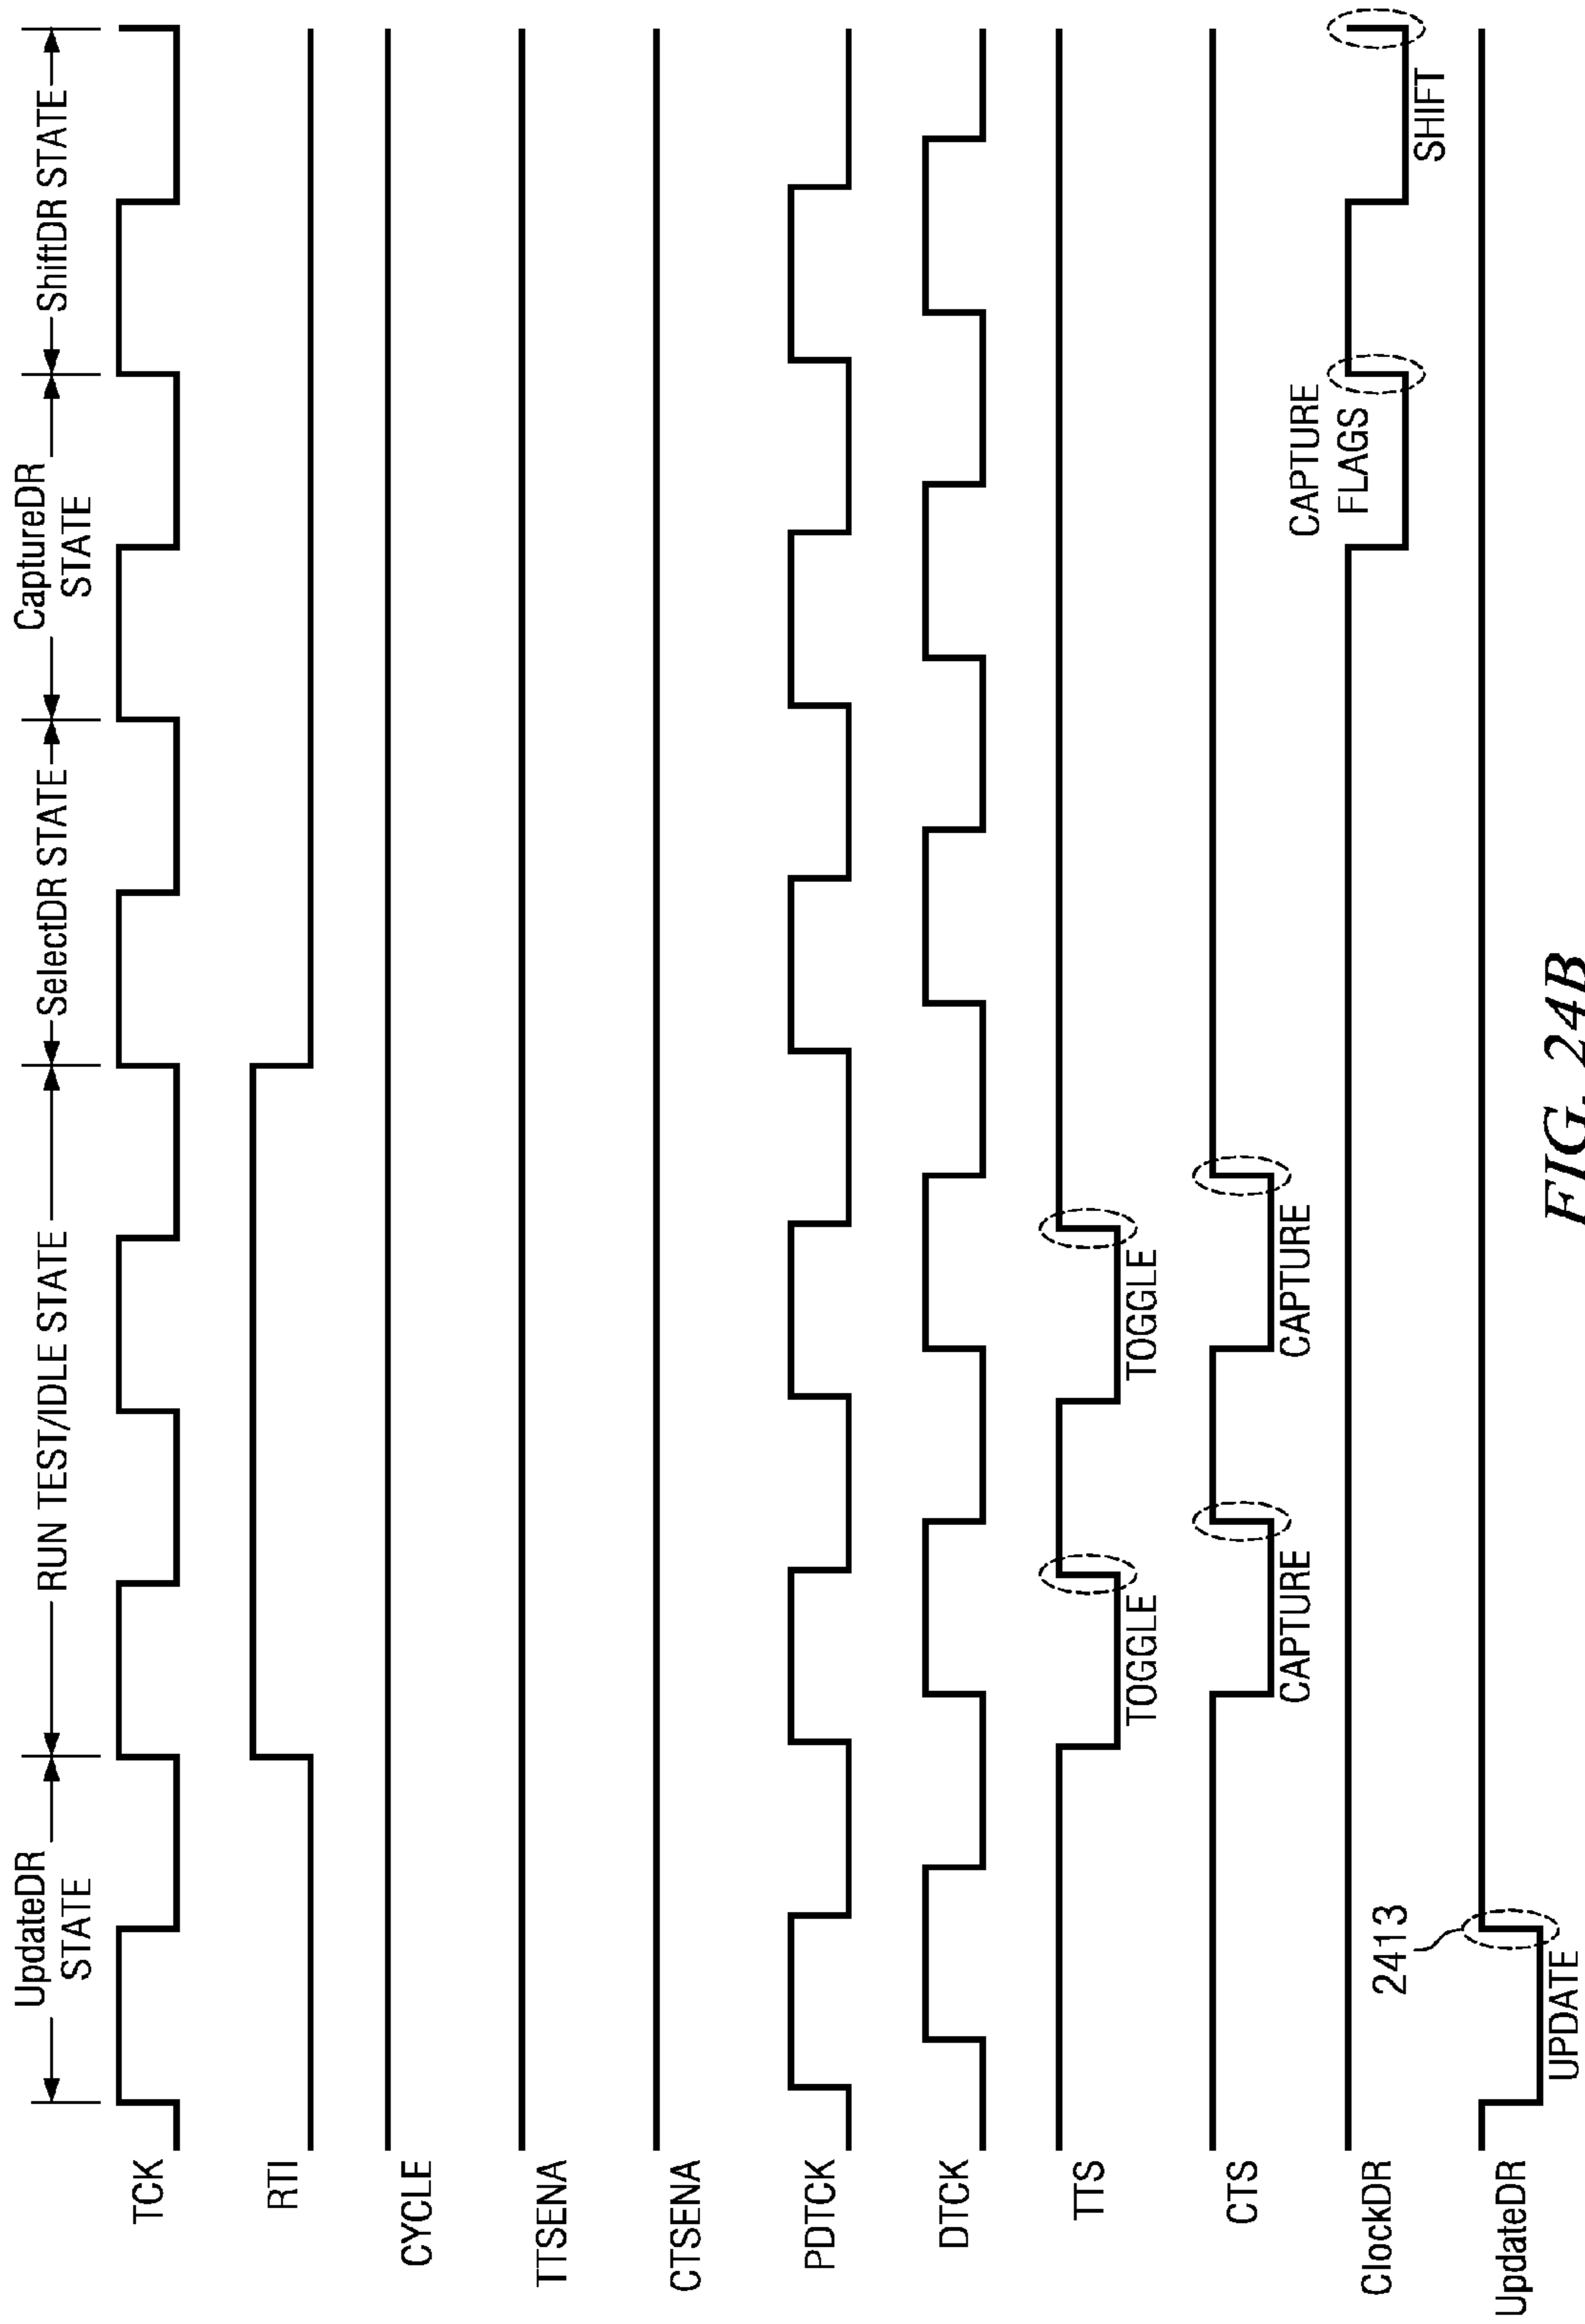 UpdateDR
STATE
RUN TEST/IDLE STATE
SelectDR STATE
CaptureDR
STATE
ShiftDR STATE
TCK
RTI
CYCLE
TTSENA
CTSENA
PDTCK
DTCK
TTS
TOGGLE
TOGGLE
CTS
CAPTURE
CAPTURE
ClockDR
CAPTURE
FLAGS
SHIFT
UpdateDR
2413
UPDATE
FIG. 24B